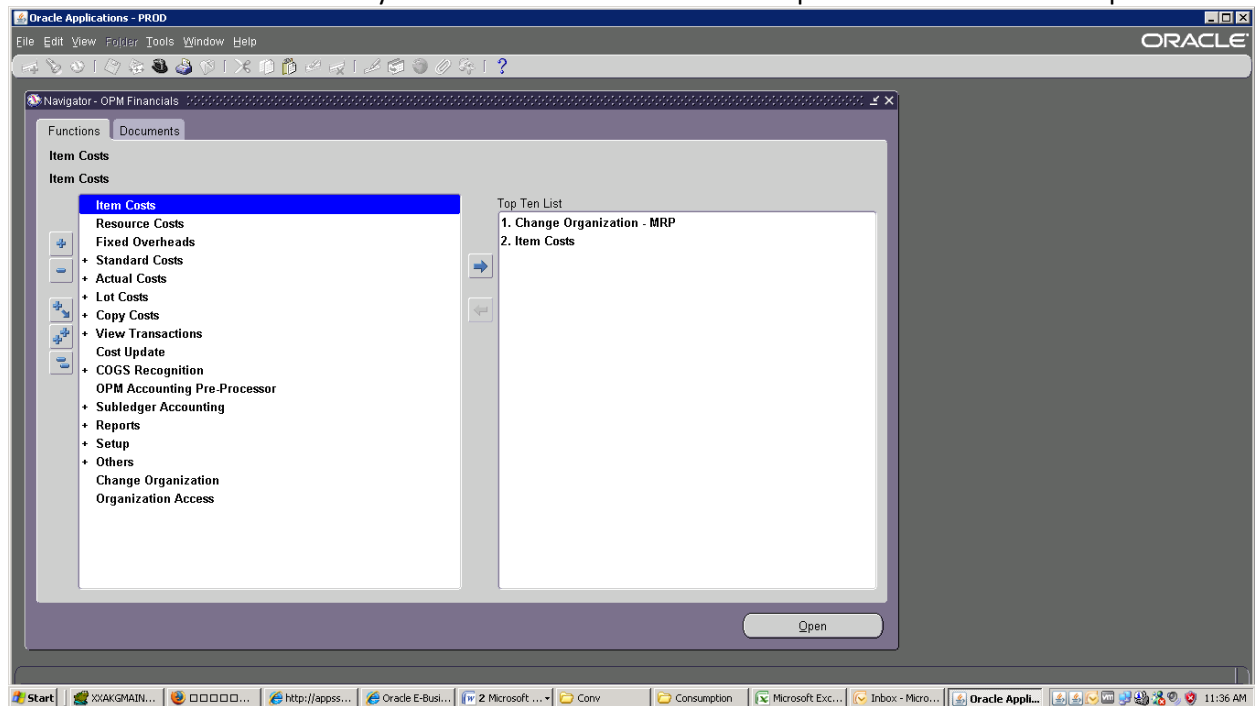 Oracle Applications - PROD
File Edit View Folder Tools Window Help
ORACLE
Navigator - OPM Financials
Functions Documents
Item Costs
Item Costs
Item Costs
Resource Costs
Fixed Overheads
+ Standard Costs
+ Actual Costs
+ Lot Costs
+ Copy Costs
+ View Transactions
Cost Update
+ COGS Recognition
OPM Accounting Pre-Processor
+ Subledger Accounting
+ Reports
+ Setup
+ Others
Change Organization
Organization Access
Top Ten List
1. Change Organization - MRP
2. Item Costs
Open
Start XXAKGMAIN... □□□□□... http://appss... Oracle E-Busi... 2 Microsoft ... Conv Consumption Microsoft Exc... Inbox - Micro... Oracle Appli... 11:36 AM